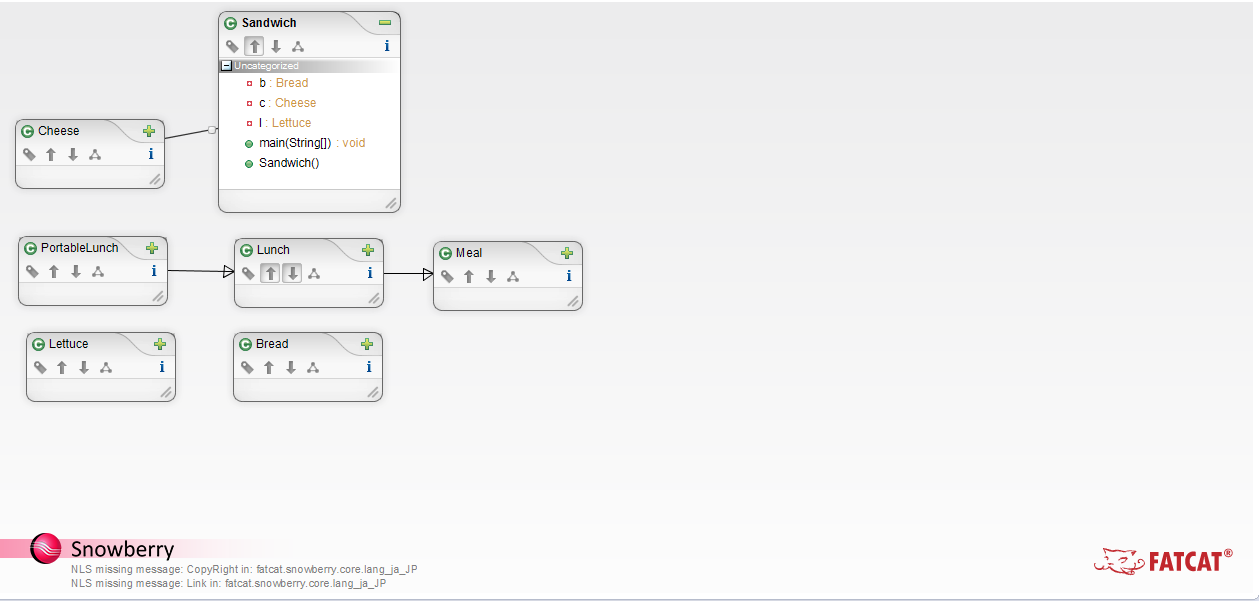 Sandwich
Uncategorized
b : Bread
c : Cheese
l : Lettuce
main(String[]) : void
Sandwich()
Cheese
PortableLunch
Lunch
Meal
Lettuce
Bread
Snowberry
NLS missing message: CopyRight in: fatcat.snowberry.core.lang_ja_JP
NLS missing message: Link in: fatcat.snowberry.core.lang_ja_JP
FATCAT®